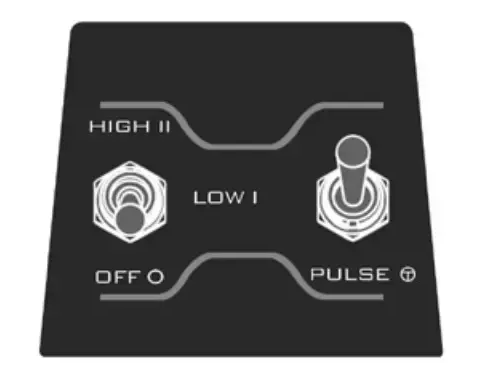 HIGH II
LOW I
OFF O
PULSE